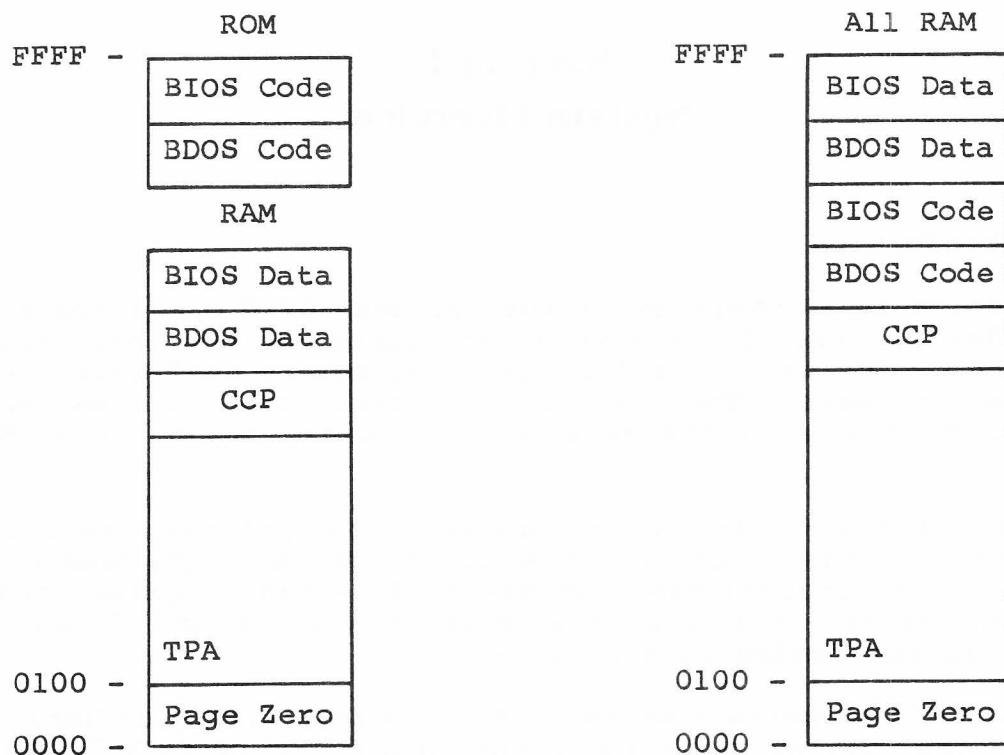 ROM
FFFF -
BIOS Code
BDOS Code
RAM
BIOS Data
BDOS Data
CCP
TPA
0100 -
Page Zero
0000 -
All RAM
FFFF -
BIOS Data
BDOS Data
BIOS Code
BDOS Code
CCP
TPA
0100 -
Page Zero
0000 -